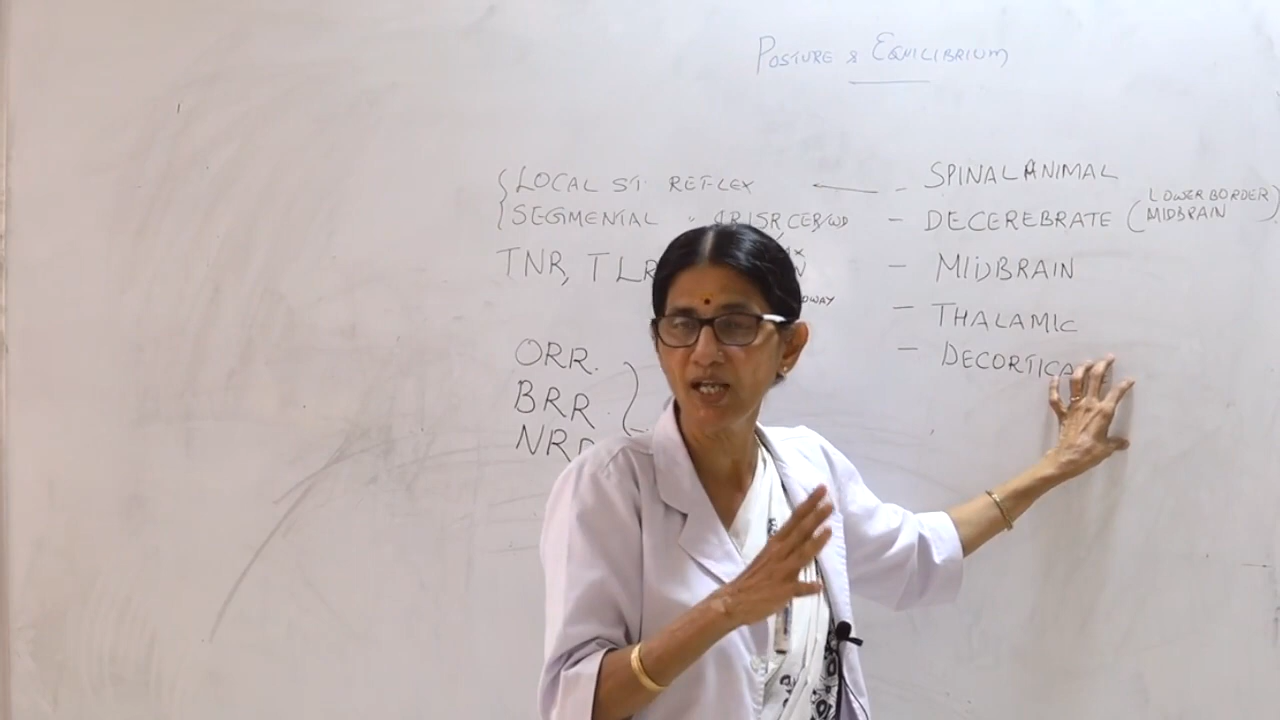 POSTURE & EQUILIBRIUM
{ LOCAL ST. REFLEX ← - SPINAL ANIMAL
SEGMENTAL " - DECEREBRATE (LOWER BORDER
MIDBRAIN)
TNR, TLR - MIDBRAIN
- THALAMIC
ORR. - DECORTICA
BRR
NR